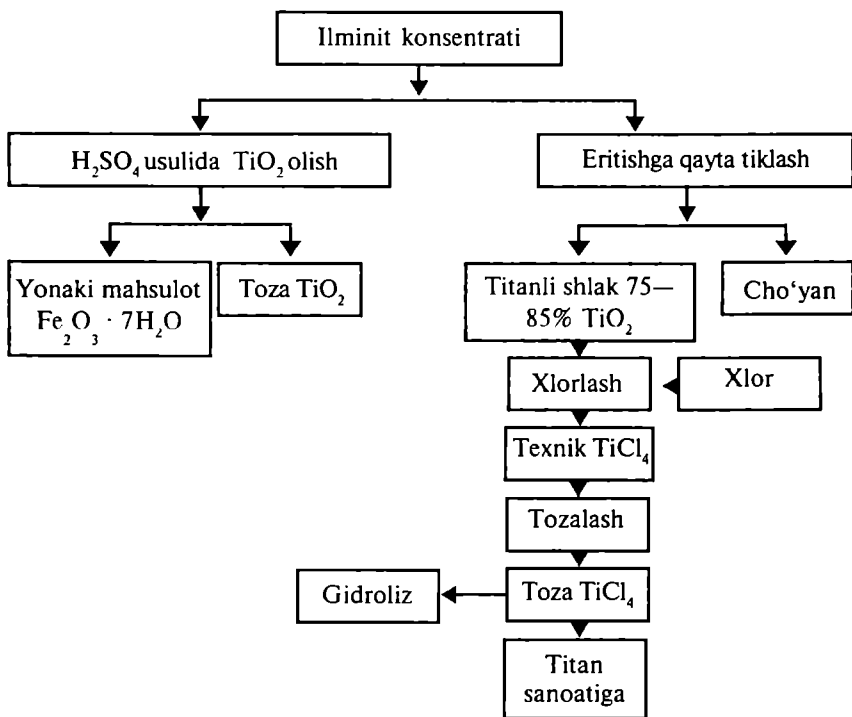 Ilminit konsentrati
H₂SO₄ usulida TiO₂ olish
Eritishga qayta tiklash
Yonaki mahsulot
Fe₂O₃ · 7H₂O
Toza TiO₂
Titanli shlak 75—
85% TiO₂
Cho‘yan
Xlorlash
Xlor
Texnik TiCl₄
Tozalash
Gidroliz
Toza TiCl₄
Titan
sanoatiga